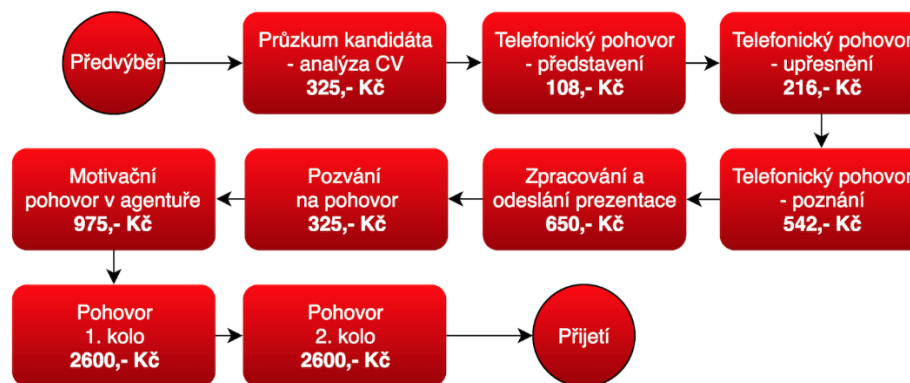 Předvýběr
Průzkum kandidáta
- analýza CV
325,- Kč
Telefonický pohovor
- představení
108,- Kč
Telefonický pohovor
- upřesnění
216,- Kč
Telefonický pohovor
- poznání
542,- Kč
Zpracování a
odeslání prezentace
650,- Kč
Pozvání
na pohovor
325,- Kč
Motivační
pohovor v agentuře
975,- Kč
Pohovor
1. kolo
2600,- Kč
Pohovor
2. kolo
2600,- Kč
Přijetí